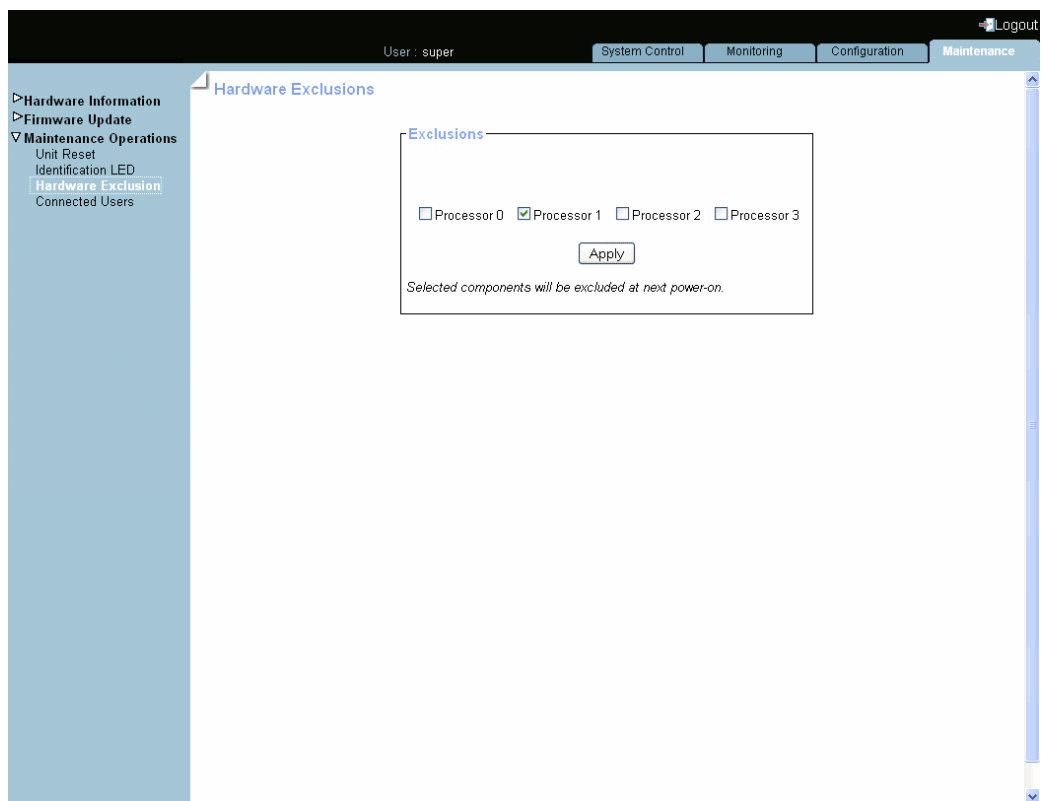 Logout
User : super
System Control
Monitoring
Configuration
Maintenance
Hardware Information
Firmware Update
Maintenance Operations
Unit Reset
Identification LED
Hardware Exclusion
Connected Users
Hardware Exclusions
Exclusions
Processor 0 Processor 1 Processor 2 Processor 3
Apply
Selected components will be excluded at next power-on.